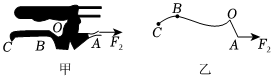 O
C B A F₂
甲
B O
C A F₂
乙